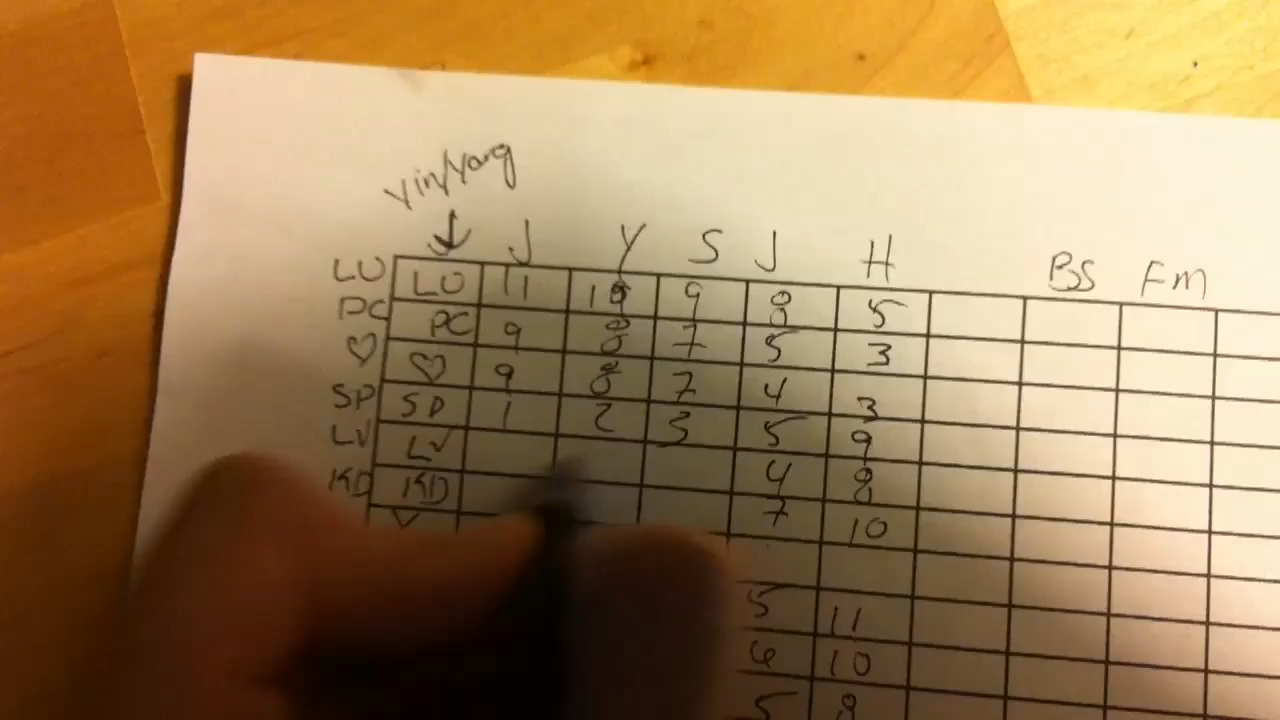 Yin/Yang
↓ J Y S J H BS FM
LU LU 11 10 9 8 5
PC PC 9 8 7 5 3
♡ ♡ 9 8 7 4 3
SP SP 1 2 3 5 9
LV LV 4 8
KD KD 7 10
5 11
6 10
5 8